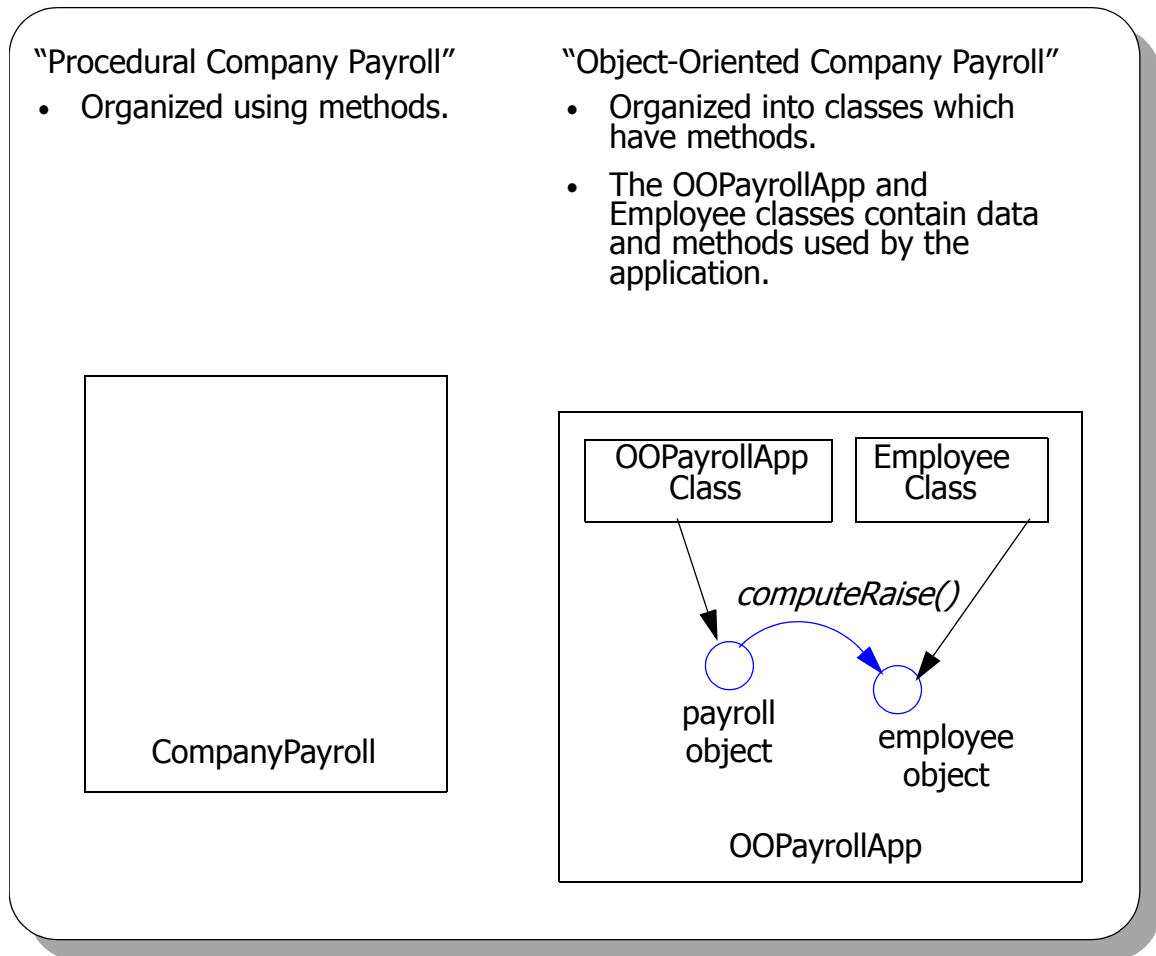 “Procedural Company Payroll”
• Organized using methods.
“Object-Oriented Company Payroll”
• Organized into classes which
have methods.
• The OOPayrollApp and
Employee classes contain data
and methods used by the
application.
CompanyPayroll
OOPayrollApp
Class
Employee
Class
computeRaise()
payroll
object
employee
object
OOPayrollApp